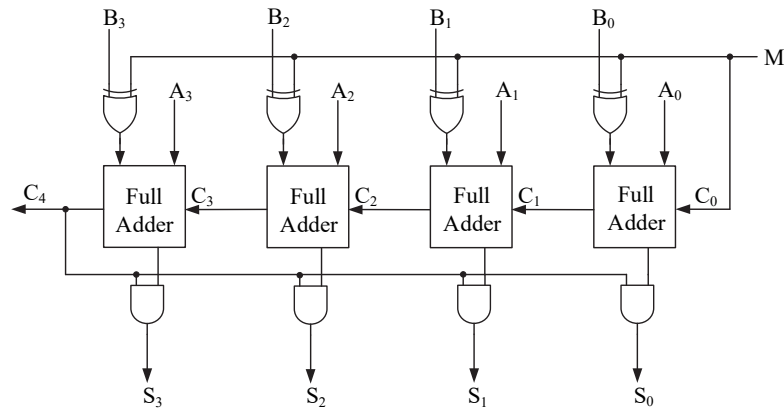 B₃ B₂ B₁ B₀
M
A₃ A₂ A₁ A₀
C₄ Full Adder C₃ Full Adder C₂ Full Adder C₁ Full Adder C₀
S₃ S₂ S₁ S₀